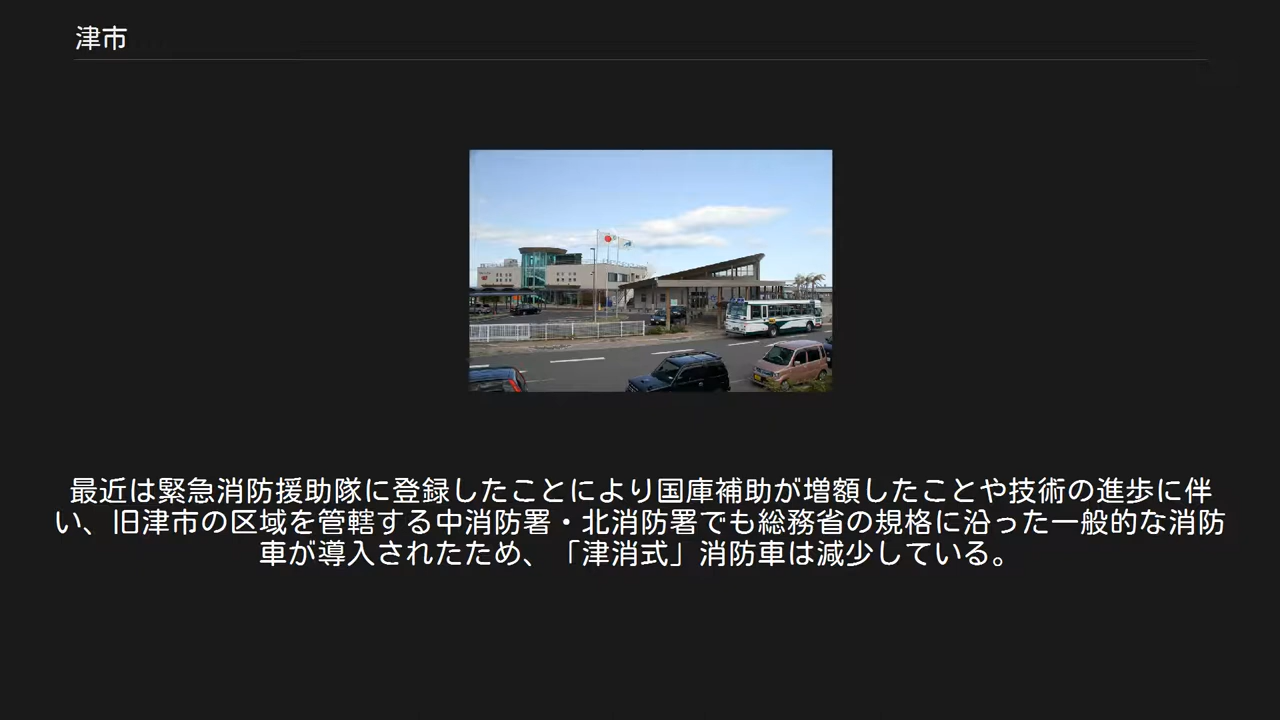 津市
最近は緊急消防援助隊に登録したことにより国庫補助が増額したことや技術の進歩に伴
い、旧津市の区域を管轄する中消防署・北消防署でも総務省の規格に沿った一般的な消防
車が導入されたため、「津消式」消防車は減少している。